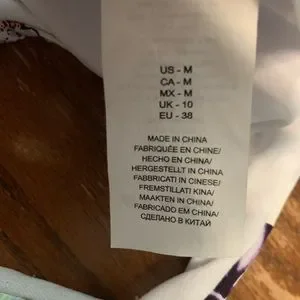 US - M
CA - M
MX - M
UK - 10
EU - 38
MADE IN CHINA
FABRIQUÉE EN CHINE/
HECHO EN CHINA/
HERGESTELLT IN CHINA/
FABBRICATI IN CINESE/
FREMSTILLATI KINA/
MAAKTEN IN CHINA/
FABRICADO EM CHINA/
СДЕЛАНО В КИТАЙ